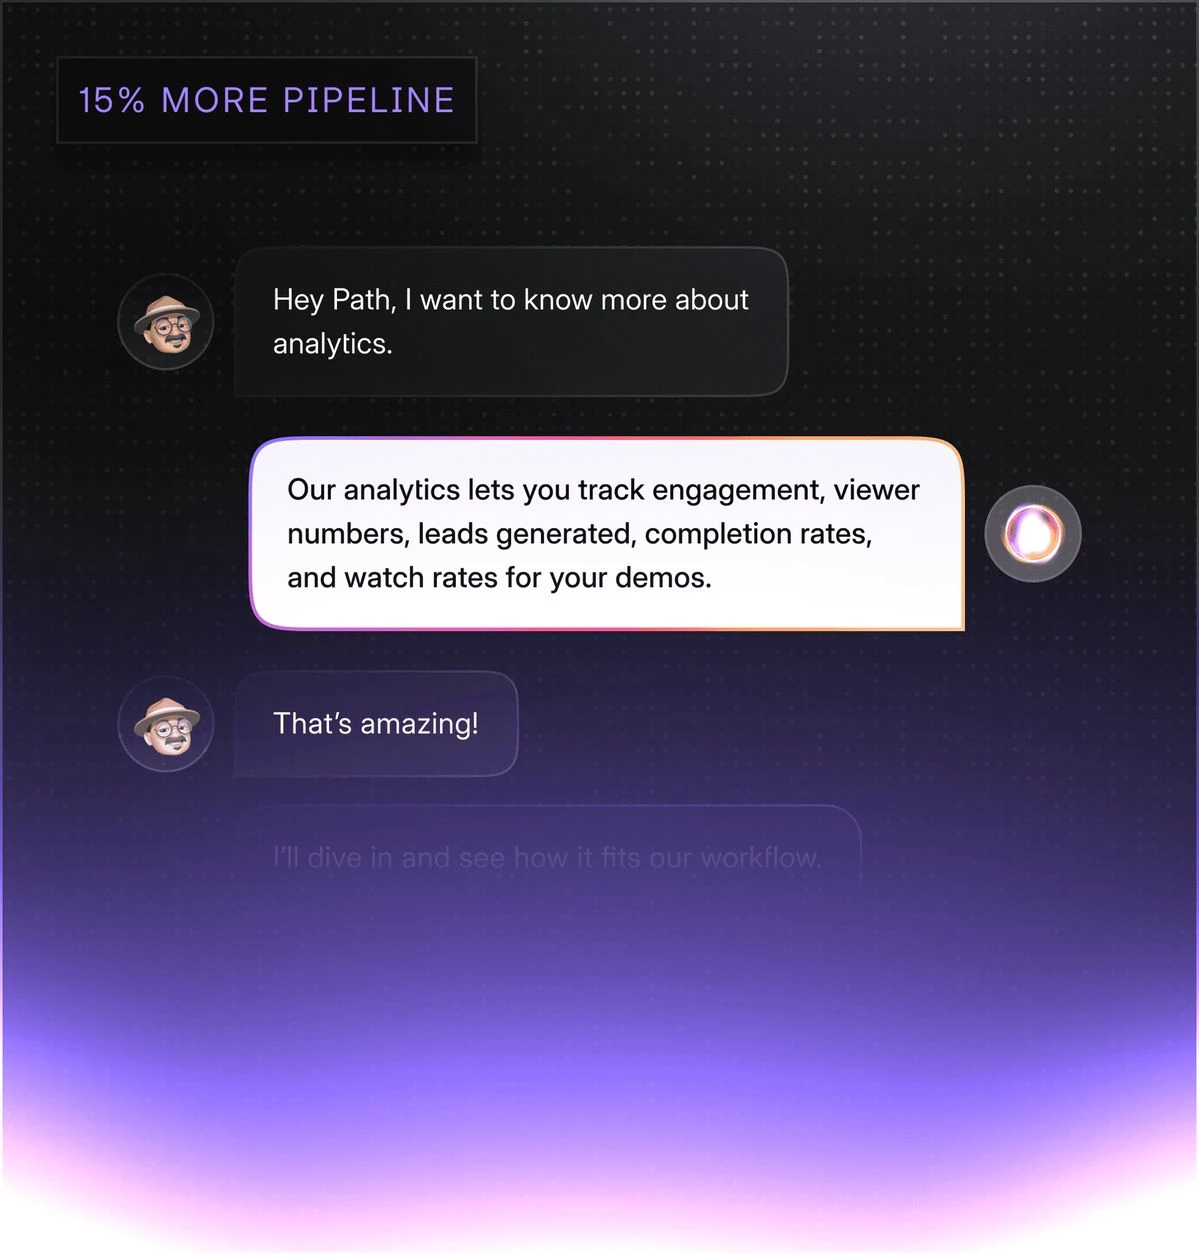 15% MORE PIPELINE
Hey Path, I want to know more about
analytics.
Our analytics lets you track engagement, viewer
numbers, leads generated, completion rates,
and watch rates for your demos.
That’s amazing!
I’ll dive in and see how it fits our workflow.